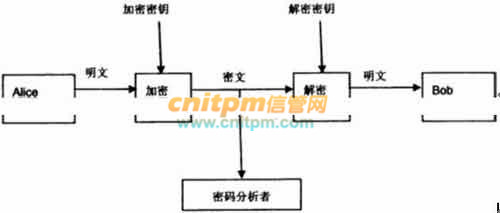 加密密钥
解密密钥
明文
密文
明文
Alice
加密
解密
Bob
cnitpm信管网
www.cnitpm.com
密码分析者